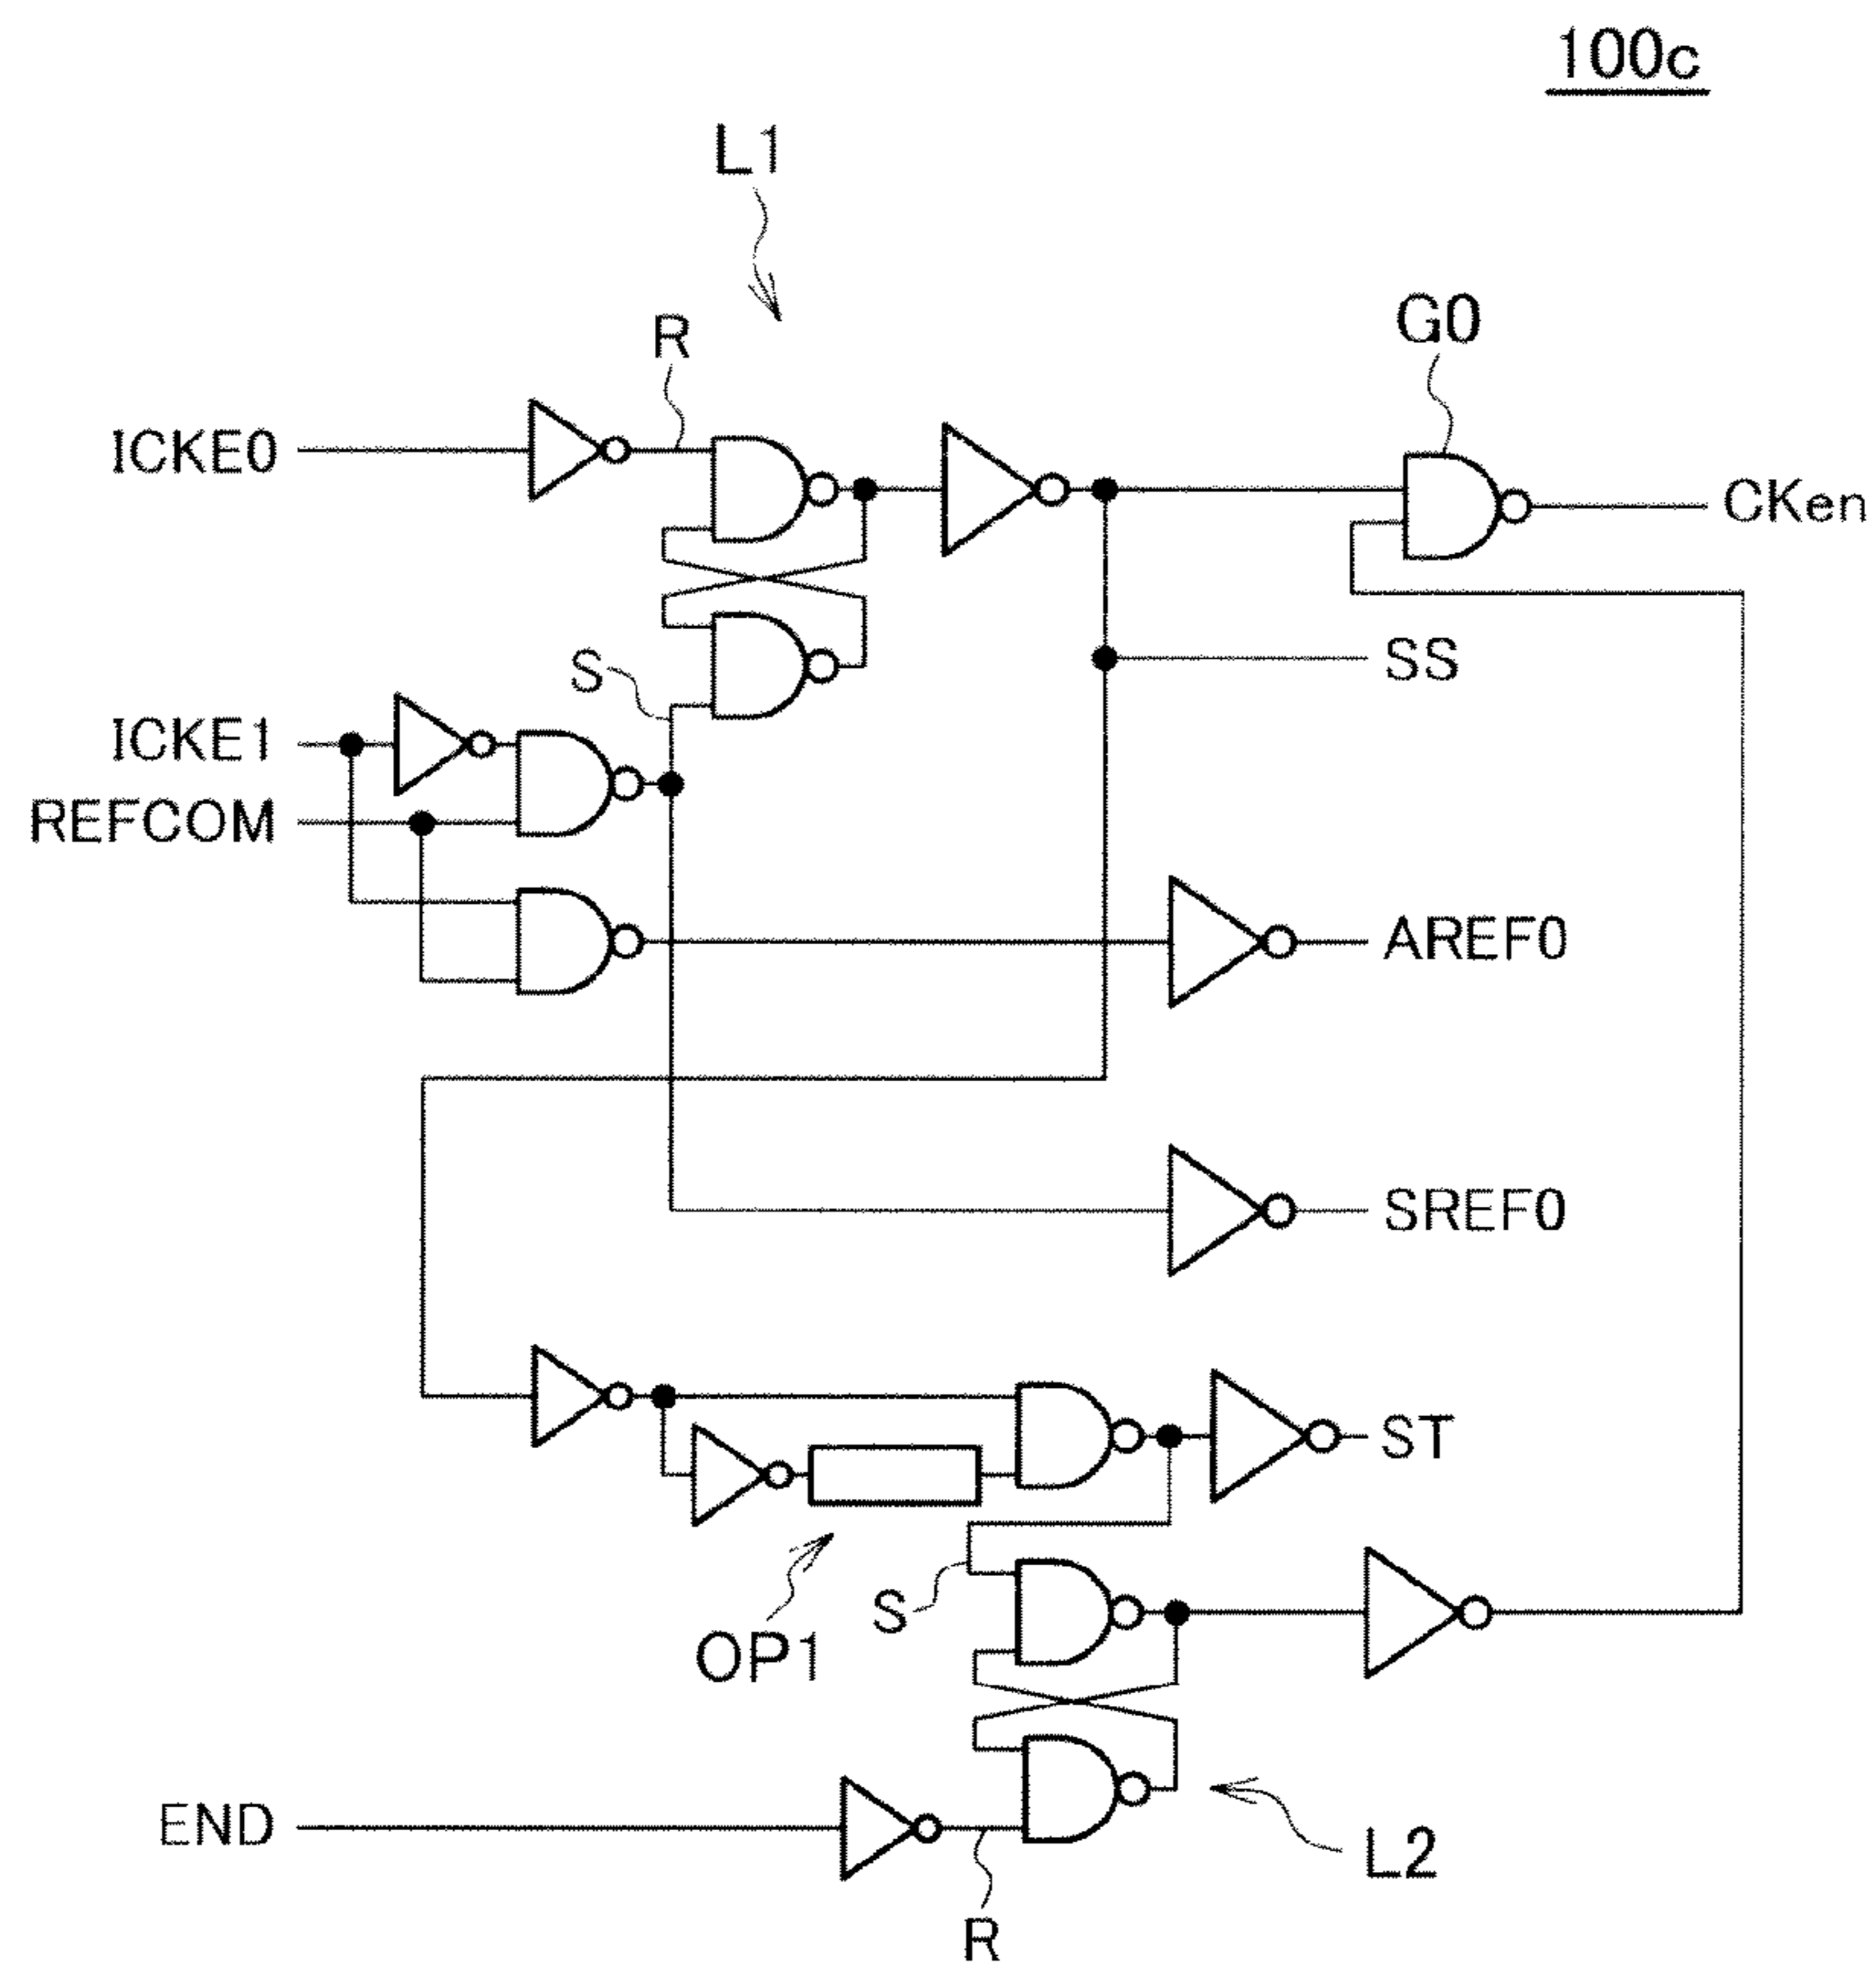 100c
L1
R
G0
ICKE0
CKen
S
SS
ICKE1
REFCOM
AREF0
SREF0
ST
S
OP1
END
L2
R